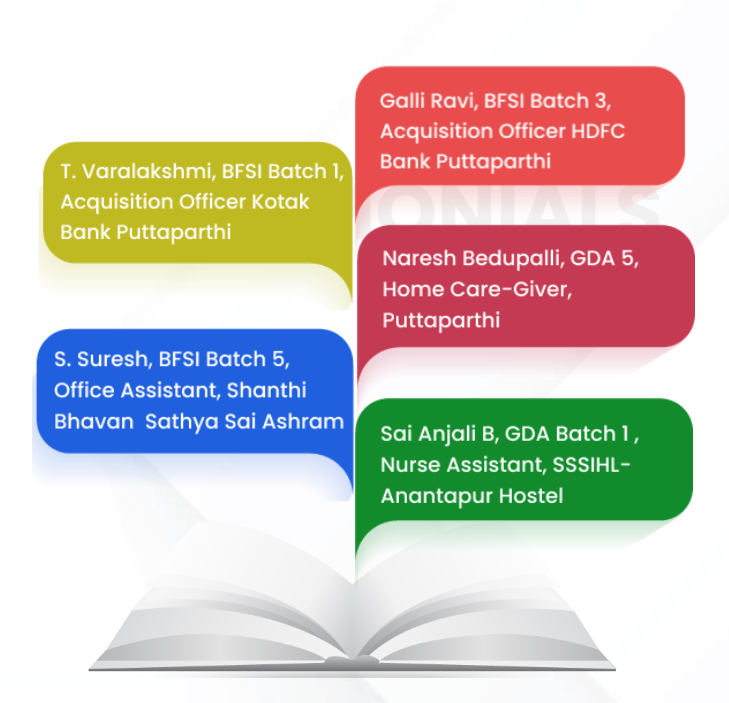 Galli Ravi, BFSI Batch 3,
Acquisition Officer HDFC
Bank Puttaparthi
T. Varalakshmi, BFSI Batch 1,
Acquisition Officer Kotak
Bank Puttaparthi
Naresh Bedupalli, GDA 5,
Home Care-Giver,
Puttaparthi
S. Suresh, BFSI Batch 5,
Office Assistant, Shanthi
Bhavan  Sathya Sai Ashram
Sai Anjali B, GDA Batch 1 ,
Nurse Assistant, SSSIHL-
Anantapur Hostel